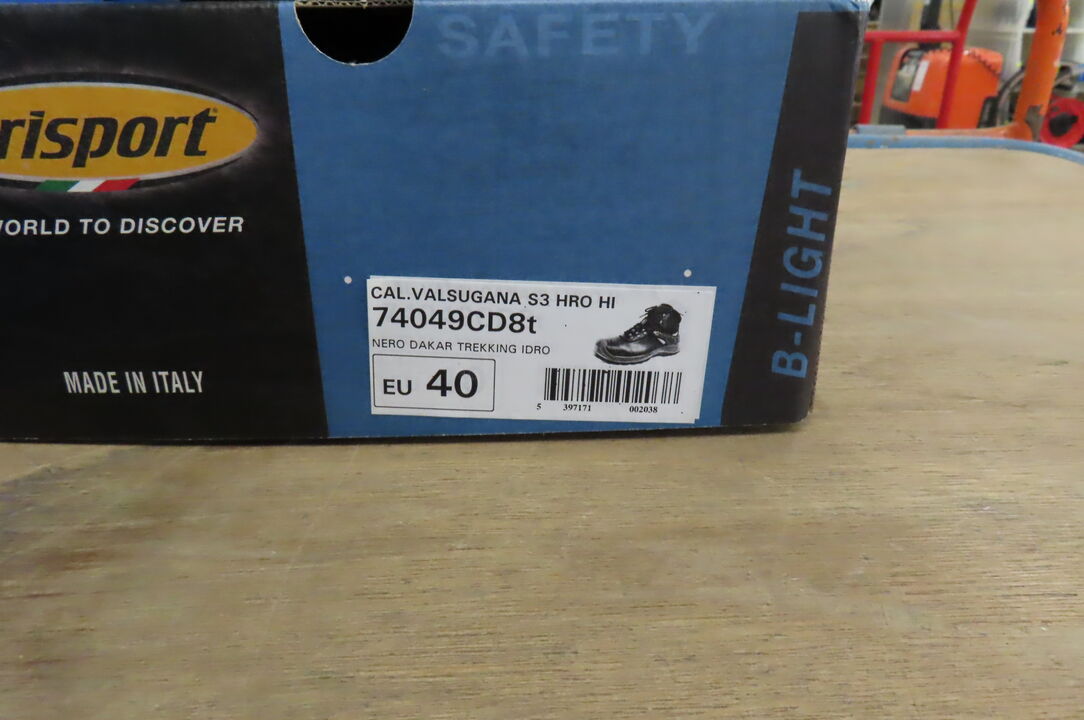 SAFETY
risport
WORLD TO DISCOVER
MADE IN ITALY
CAL.VALSUGANA S3 HRO HI
74049CD8t
NERO DAKAR TREKKING IDRO
EU 40
5 397171 002038
B-LIGHT